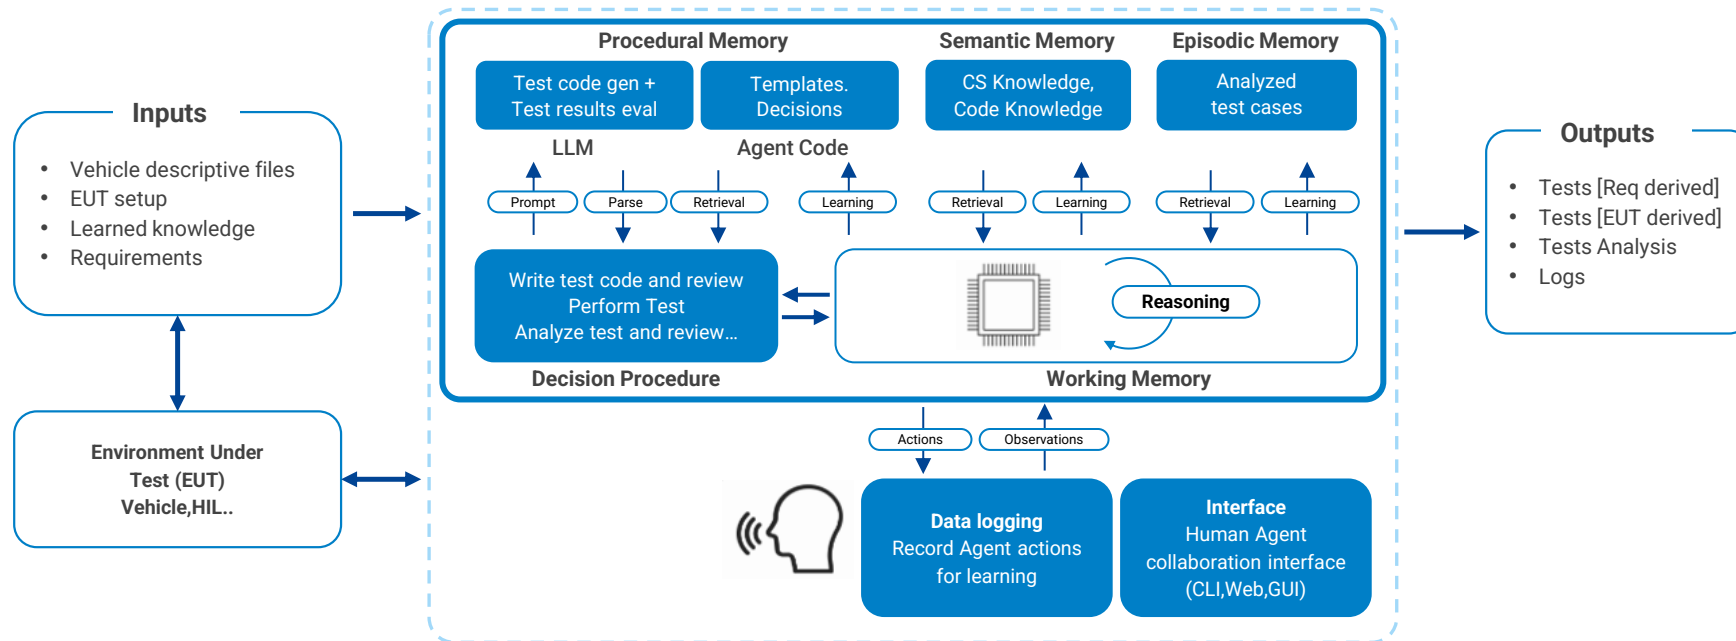 Inputs
• Vehicle descriptive files
• EUT setup
• Learned knowledge
• Requirements
Environment Under
Test (EUT)
Vehicle,HIL..
Procedural Memory
Semantic Memory
Episodic Memory
Test code gen +
Test results eval
Templates.
Decisions
CS Knowledge,
Code Knowledge
Analyzed
test cases
LLM
Agent Code
Prompt
Parse
Retrieval
Learning
Retrieval
Learning
Retrieval
Learning
Write test code and review
Perform Test
Analyze test and review...
Reasoning
Decision Procedure
Working Memory
Actions
Observations
Data logging
Record Agent actions
for learning
Interface
Human Agent
collaboration interface
(CLI,Web,GUI)
Outputs
• Tests [Req derived]
• Tests [EUT derived]
• Tests Analysis
• Logs